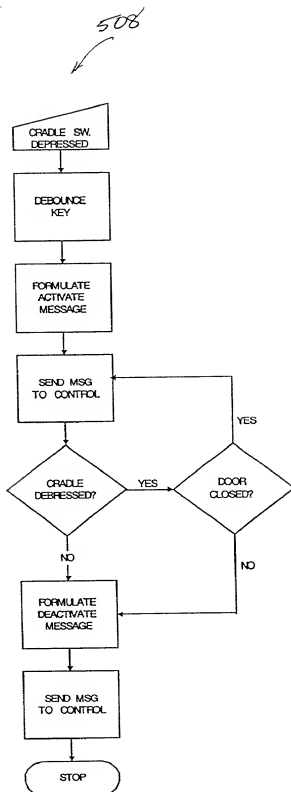 508
CRADLE SW.
DEPRESSED
DEBOUNCE
KEY
FORMULATE
ACTIVATE
MESSAGE
SEND MSG
TO CONTROL
YES
CRADLE
DEBRESSED?
YES
DOOR
CLOSED?
NO
NO
FORMULATE
DEACTIVATE
MESSAGE
SEND MSG
TO CONTROL
STOP